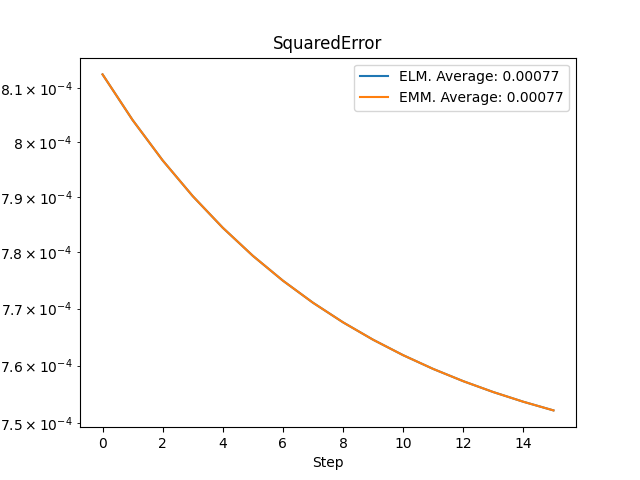 SquaredError
ELM. Average: 0.00077
EMM. Average: 0.00077
8.1 × 10⁻⁴
8 × 10⁻⁴
7.9 × 10⁻⁴
7.8 × 10⁻⁴
7.7 × 10⁻⁴
7.6 × 10⁻⁴
7.5 × 10⁻⁴
0 2 4 6 8 10 12 14
Step